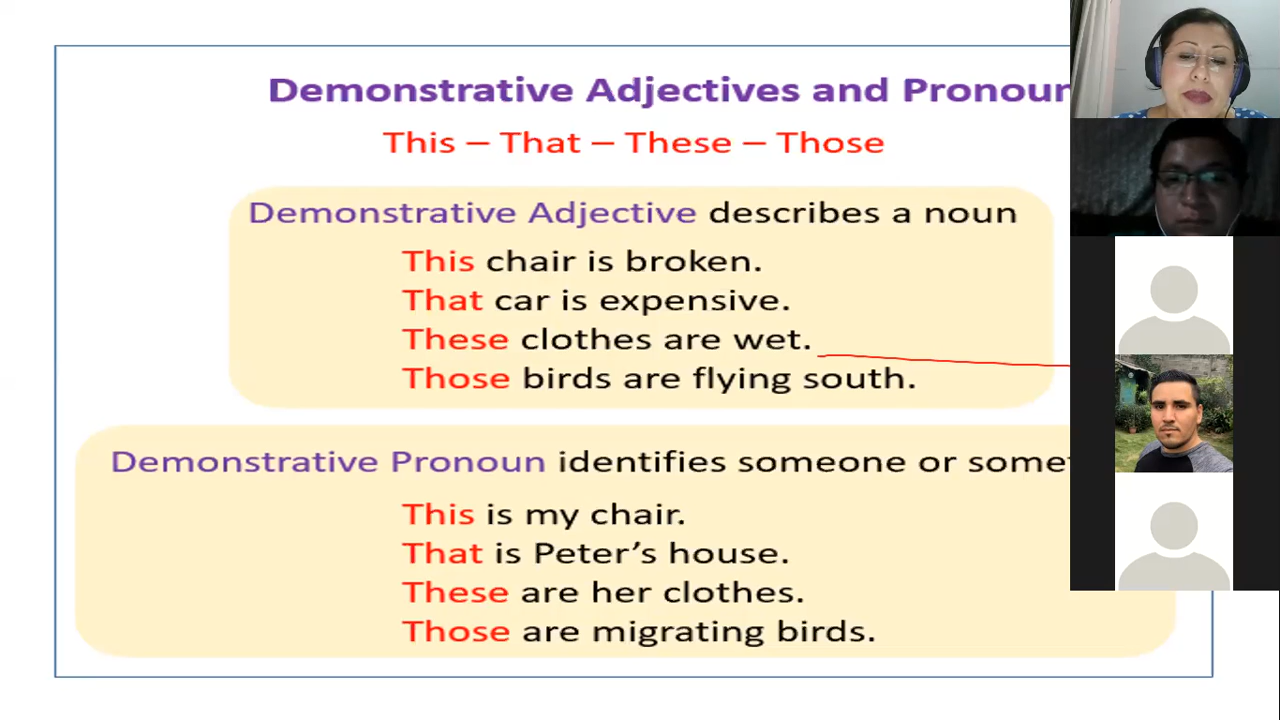 Demonstrative Adjectives and Pronoun
This – That – These – Those
Demonstrative Adjective describes a noun
This chair is broken.
That car is expensive.
These clothes are wet.
Those birds are flying south.
Demonstrative Pronoun identifies someone or
This is my chair.
That is Peter’s house.
These are her clothes.
Those are migrating birds.